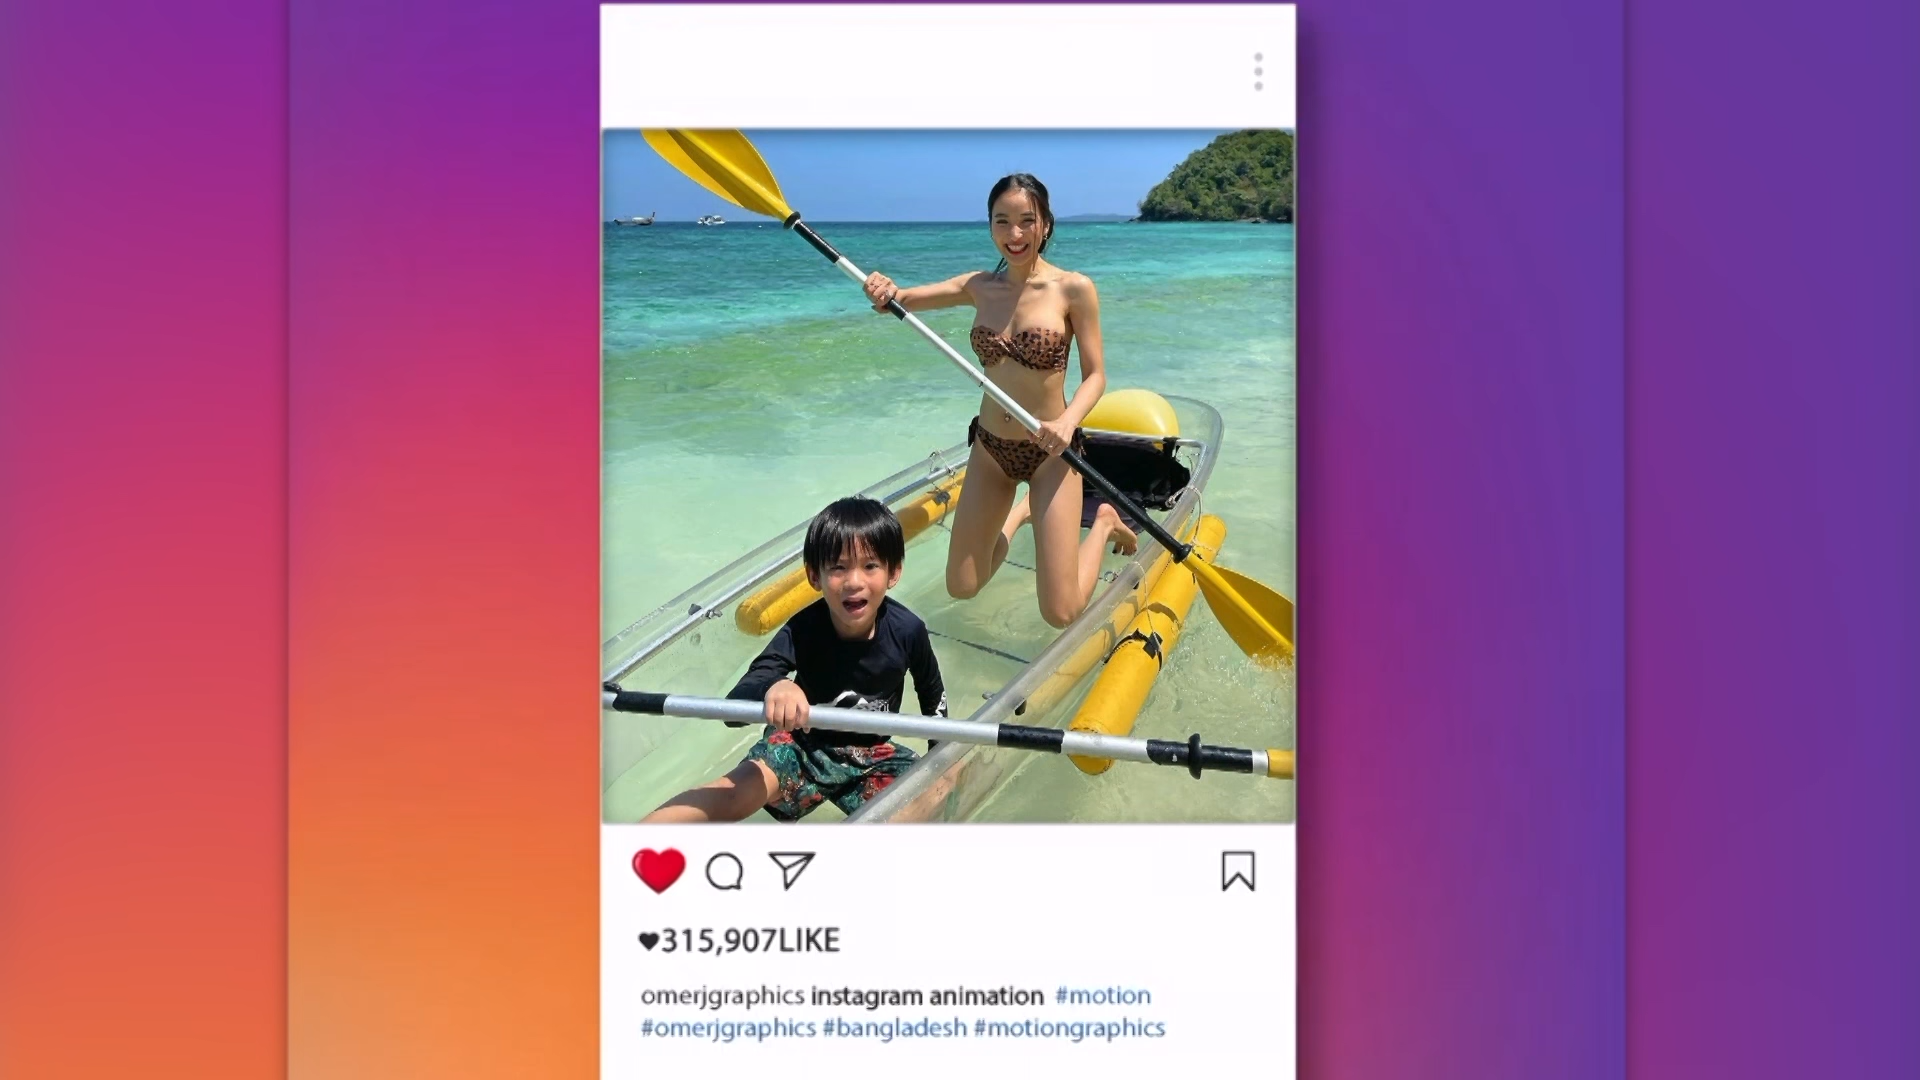 315,907LIKE
omerjgraphics instagram animation #motion
#omerjgraphics #bangladesh #motiongraphics